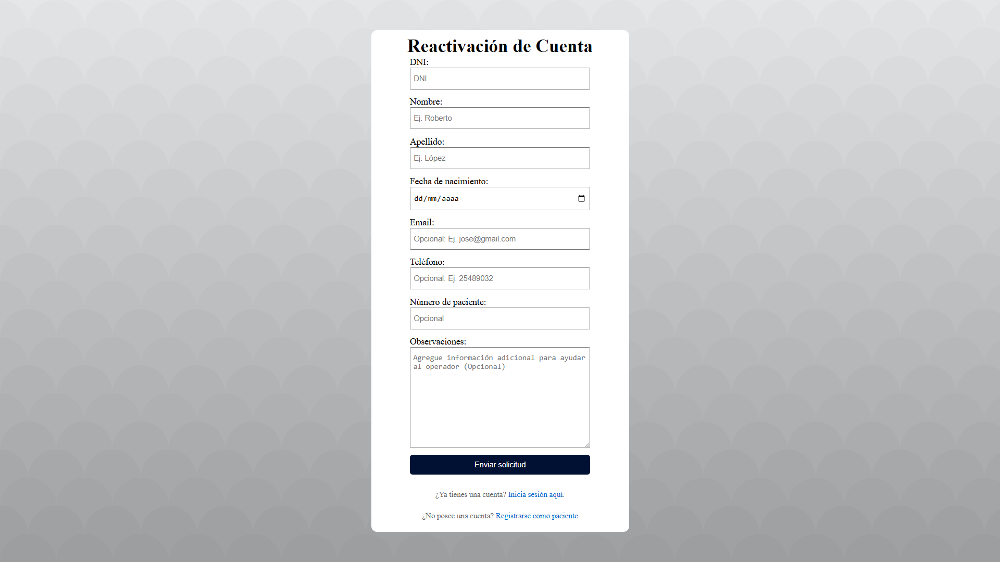 Reactivación de Cuenta
DNI:
DNI
Nombre:
Ej. Roberto
Apellido:
Ej. López
Fecha de nacimiento:
dd/mm/aaaa
Email:
Opcional: Ej. jose@gmail.com
Teléfono:
Opcional: Ej. 25489032
Número de paciente:
Opcional
Observaciones:
Agregue información adicional para ayudar
al operador (Opcional)
Enviar solicitud
¿Ya tienes una cuenta? Inicia sesión aquí.
¿No posee una cuenta? Registrarse como paciente